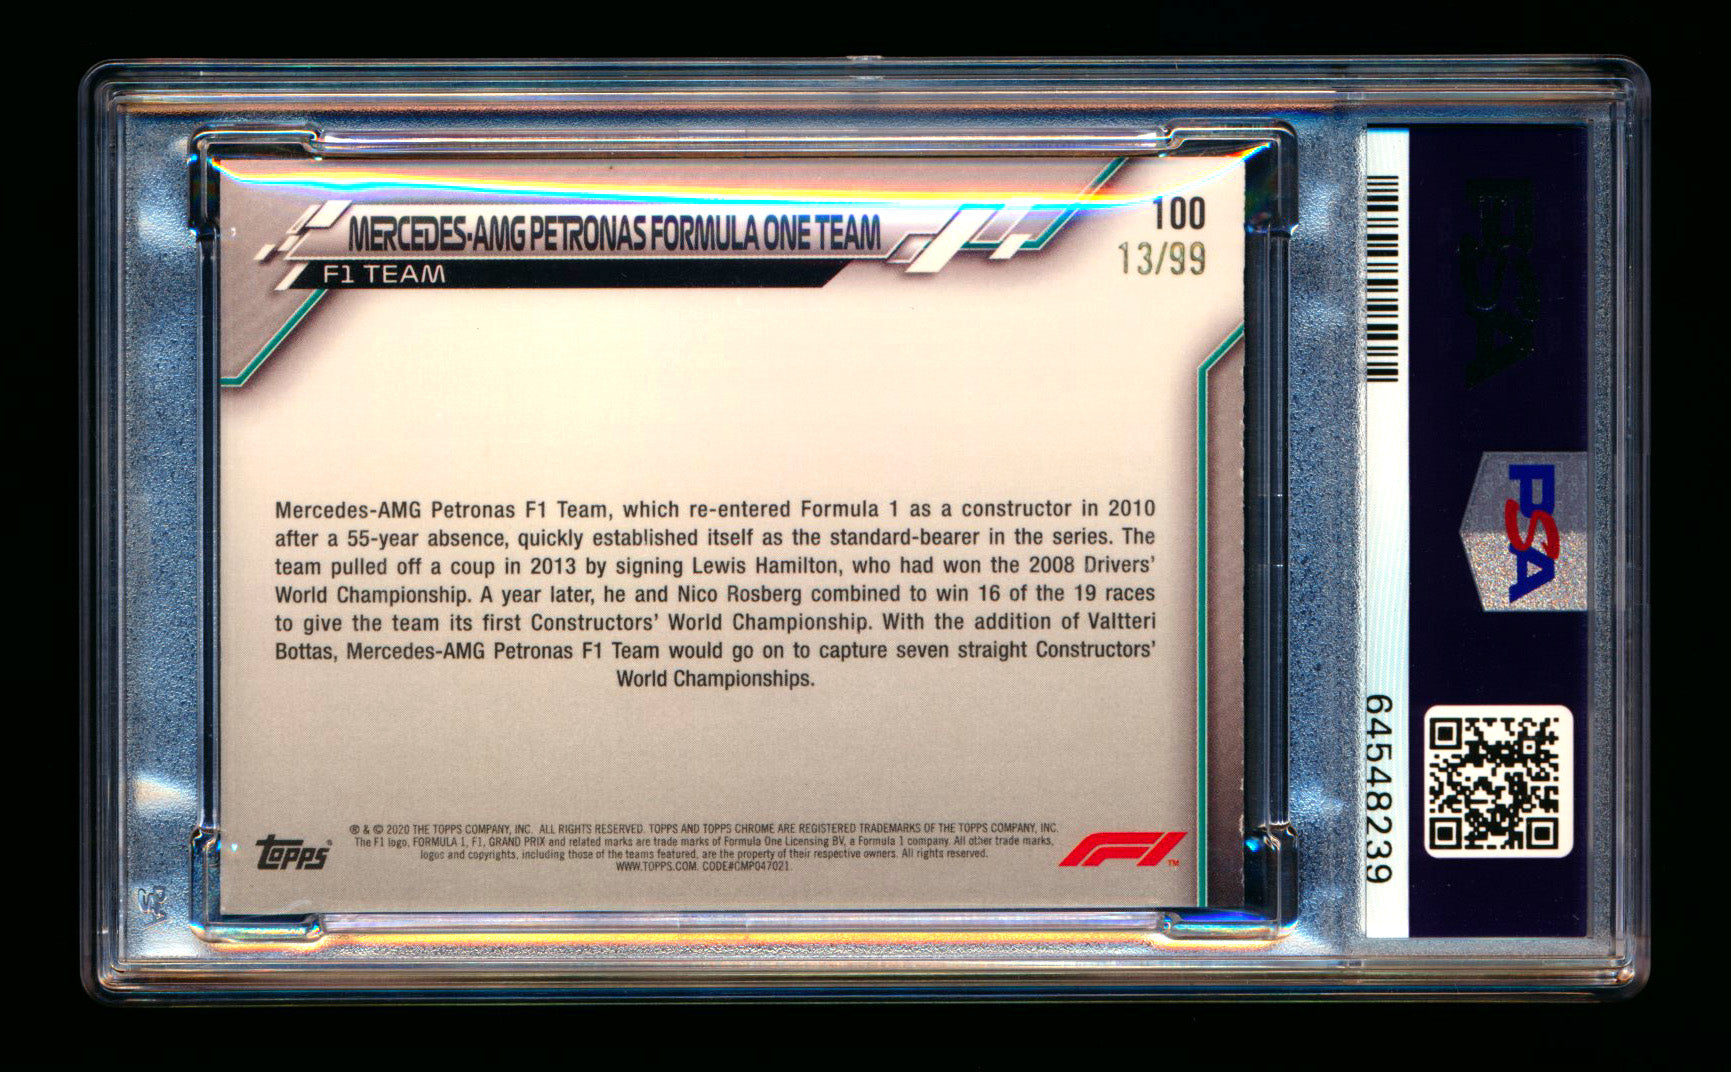 MERCEDES-AMG PETRONAS FORMULA ONE TEAM
F1 TEAM
100
13/99
Mercedes-AMG Petronas F1 Team, which re-entered Formula 1 as a constructor in 2010
after a 55-year absence, quickly established itself as the standard-bearer in the series. The
team pulled off a coup in 2013 by signing Lewis Hamilton, who had won the 2008 Drivers'
World Championship. A year later, he and Nico Rosberg combined to win 16 of the 19 races
to give the team its first Constructors' World Championship. With the addition of Valtteri
Bottas, Mercedes-AMG Petronas F1 Team would go on to capture seven straight Constructors'
World Championships.
® & © 2020 THE TOPPS COMPANY, INC. ALL RIGHTS RESERVED. TOPPS AND TOPPS CHROME ARE REGISTERED TRADEMARKS OF THE TOPPS COMPANY, INC.
The F1 logo, FORMULA 1, F1, GRAND PRIX and related marks are trade marks of Formula One Licensing BV, a Formula 1 company. All other trade marks,
logos and copyrights, including those of the teams featured, are the property of their respective owners. All rights reserved.
WWW.TOPPS.COM. CODE#CMP047021
topps
F1 TM
PSA
PSA
64548239